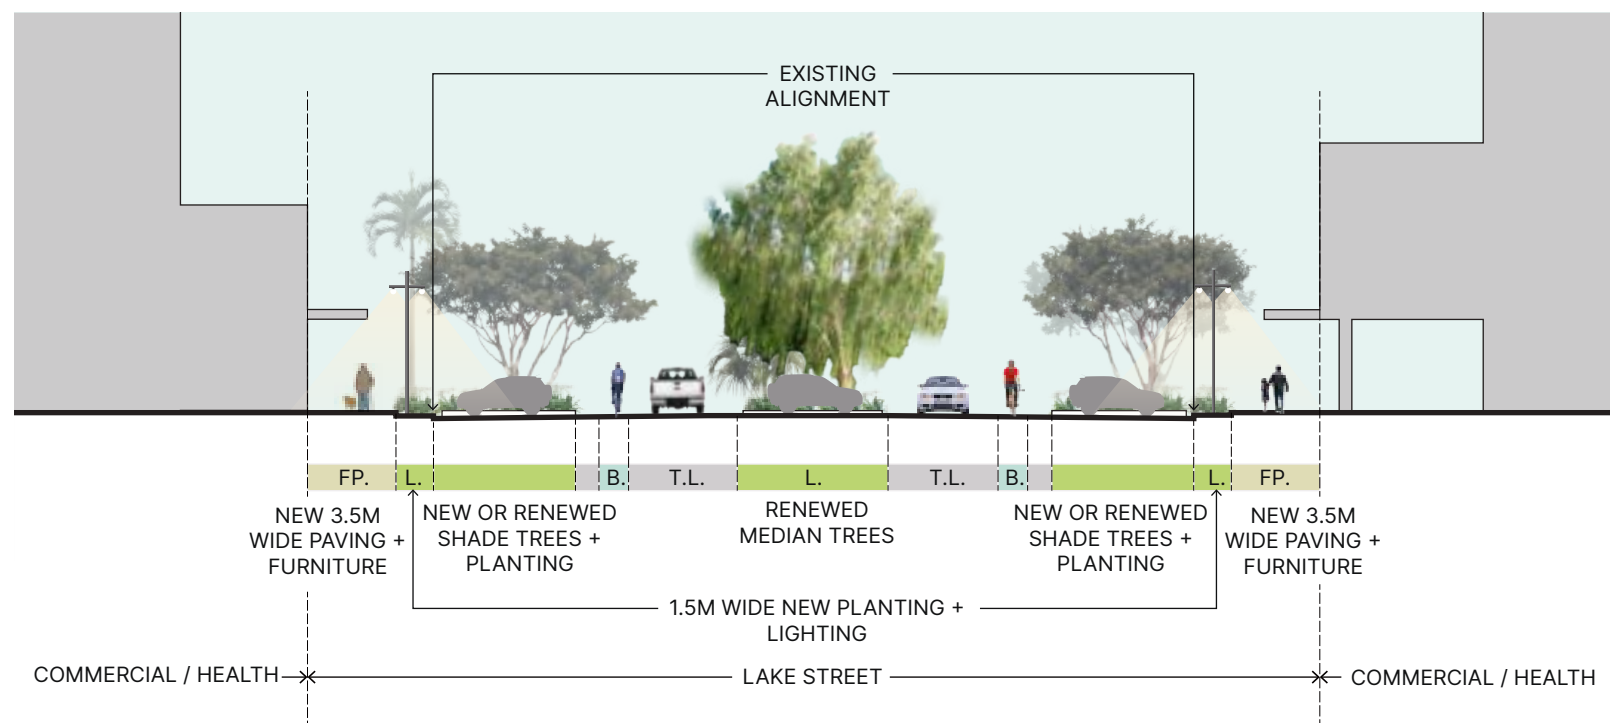 EXISTING
ALIGNMENT
FP.
L.
B.
T.L.
L.
T.L.
B.
L.
FP.
NEW 3.5M
WIDE PAVING +
FURNITURE
NEW OR RENEWED
SHADE TREES +
PLANTING
RENEWED
MEDIAN TREES
NEW OR RENEWED
SHADE TREES +
PLANTING
NEW 3.5M
WIDE PAVING +
FURNITURE
1.5M WIDE NEW PLANTING +
LIGHTING
COMMERCIAL / HEALTH
LAKE STREET
COMMERCIAL / HEALTH